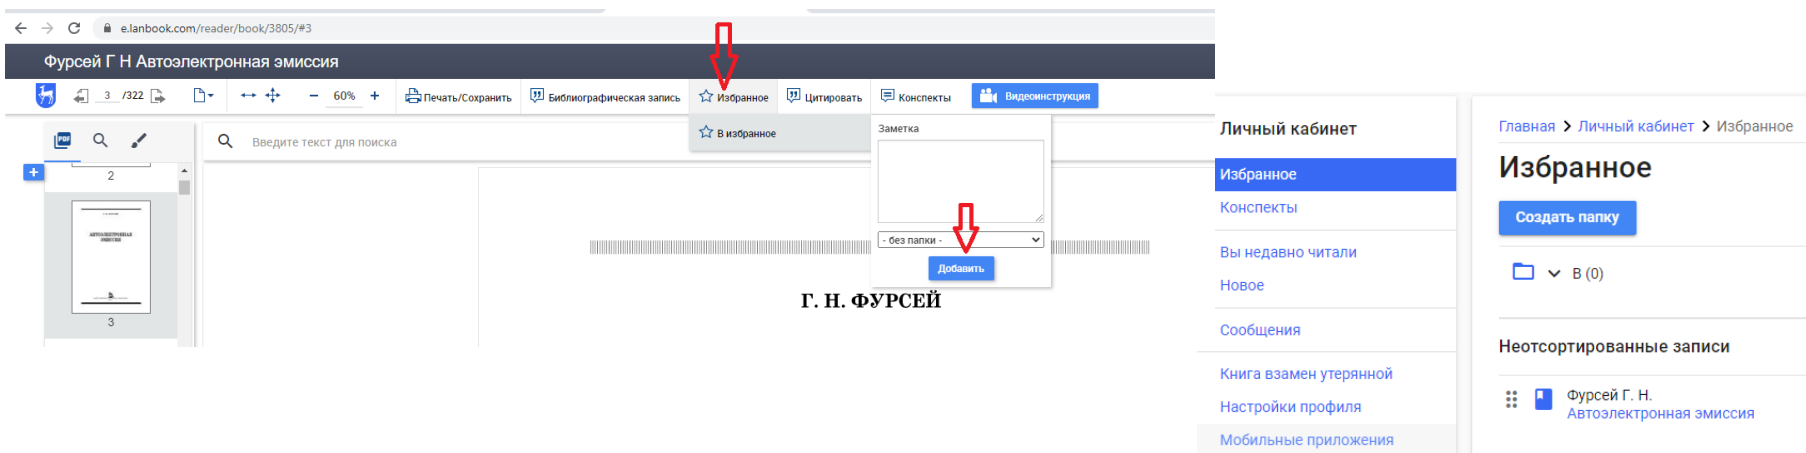 e.lanbook.com/reader/book/3805/#3
Фурсей Г Н Автоэлектронная эмиссия
3 /322
60%
Печать/Сохранить
Библиографическая запись
Избранное
Цитировать
Конспекты
Видеоинструкция
В избранное
Заметка
- без папки -
Добавить
PDF
Введите текст для поиска
2
АВТОЭЛЕКТРОННАЯ
ЭМИССИЯ
3
Г. Н. ФУРСЕЙ
Личный кабинет
Избранное
Конспекты
Вы недавно читали
Новое
Сообщения
Книга взамен утерянной
Настройки профиля
Мобильные приложения
Главная > Личный кабинет > Избранное
Избранное
Создать папку
В (0)
Неотсортированные записи
Фурсей Г. Н.
Автоэлектронная эмиссия